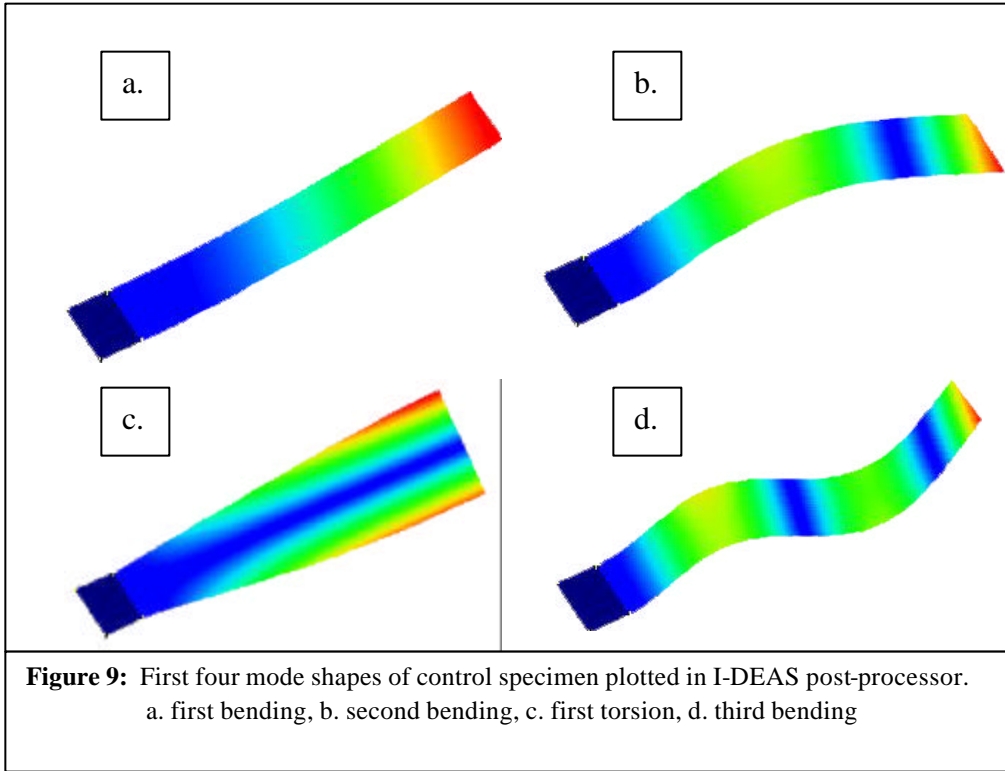 a.
b.
c.
d.
Figure 9: First four mode shapes of control specimen plotted in I-DEAS post-processor.
a. first bending, b. second bending, c. first torsion, d. third bending